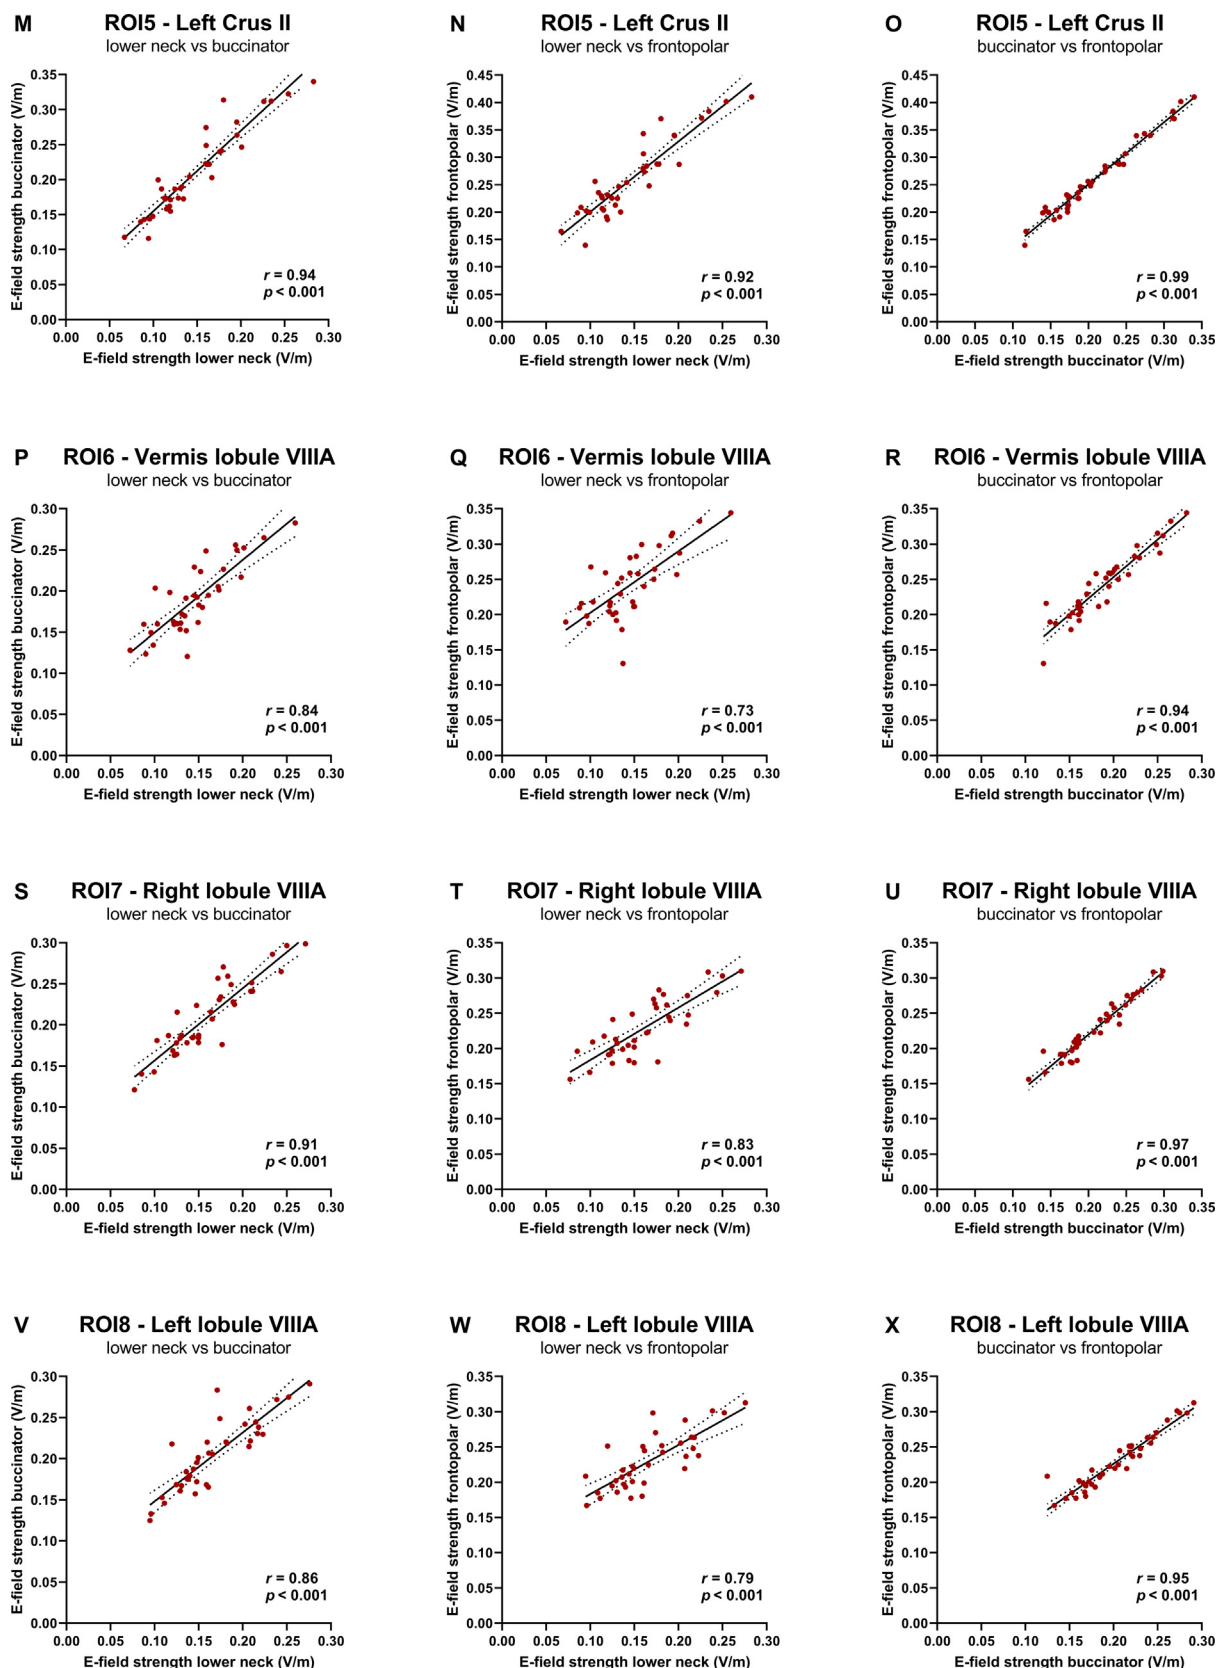 M ROI5 - Left Crus II
lower neck vs buccinator
E-field strength buccinator (V/m)
0.35
0.30
0.25
0.20
0.15
0.10
0.05
0.00
r = 0.94
p < 0.001
0.00 0.05 0.10 0.15 0.20 0.25 0.30
E-field strength lower neck (V/m)
N ROI5 - Left Crus II
lower neck vs frontopolar
E-field strength frontopolar (V/m)
0.45
0.40
0.35
0.30
0.25
0.20
0.15
0.10
0.05
0.00
r = 0.92
p < 0.001
0.00 0.05 0.10 0.15 0.20 0.25 0.30
E-field strength lower neck (V/m)
O ROI5 - Left Crus II
buccinator vs frontopolar
E-field strength frontopolar (V/m)
0.45
0.40
0.35
0.30
0.25
0.20
0.15
0.10
0.05
0.00
r = 0.99
p < 0.001
0.00 0.05 0.10 0.15 0.20 0.25 0.30 0.35
E-field strength buccinator (V/m)
P ROI6 - Vermis lobule VIIIA
lower neck vs buccinator
E-field strength buccinator (V/m)
0.30
0.25
0.20
0.15
0.10
0.05
0.00
r = 0.84
p < 0.001
0.00 0.05 0.10 0.15 0.20 0.25 0.30
E-field strength lower neck (V/m)
Q ROI6 - Vermis lobule VIIIA
lower neck vs frontopolar
E-field strength frontopolar (V/m)
0.35
0.30
0.25
0.20
0.15
0.10
0.05
0.00
r = 0.73
p < 0.001
0.00 0.05 0.10 0.15 0.20 0.25 0.30
E-field strength lower neck (V/m)
R ROI6 - Vermis lobule VIIIA
buccinator vs frontopolar
E-field strength frontopolar (V/m)
0.35
0.30
0.25
0.20
0.15
0.10
0.05
0.00
r = 0.94
p < 0.001
0.00 0.05 0.10 0.15 0.20 0.25 0.30
E-field strength buccinator (V/m)
S ROI7 - Right lobule VIIIA
lower neck vs buccinator
E-field strength buccinator (V/m)
0.30
0.25
0.20
0.15
0.10
0.05
0.00
r = 0.91
p < 0.001
0.00 0.05 0.10 0.15 0.20 0.25 0.30
E-field strength lower neck (V/m)
T ROI7 - Right lobule VIIIA
lower neck vs frontopolar
E-field strength frontopolar (V/m)
0.35
0.30
0.25
0.20
0.15
0.10
0.05
0.00
r = 0.83
p < 0.001
0.00 0.05 0.10 0.15 0.20 0.25 0.30
E-field strength lower neck (V/m)
U ROI7 - Right lobule VIIIA
buccinator vs frontopolar
E-field strength frontopolar (V/m)
0.35
0.30
0.25
0.20
0.15
0.10
0.05
0.00
r = 0.97
p < 0.001
0.00 0.05 0.10 0.15 0.20 0.25 0.30 0.35
E-field strength buccinator (V/m)
V ROI8 - Left lobule VIIIA
lower neck vs buccinator
E-field strength buccinator (V/m)
0.30
0.25
0.20
0.15
0.10
0.05
0.00
r = 0.86
p < 0.001
0.00 0.05 0.10 0.15 0.20 0.25 0.30
E-field strength lower neck (V/m)
W ROI8 - Left lobule VIIIA
lower neck vs frontopolar
E-field strength frontopolar (V/m)
0.35
0.30
0.25
0.20
0.15
0.10
0.05
0.00
r = 0.79
p < 0.001
0.00 0.05 0.10 0.15 0.20 0.25 0.30
E-field strength lower neck (V/m)
X ROI8 - Left lobule VIIIA
buccinator vs frontopolar
E-field strength frontopolar (V/m)
0.35
0.30
0.25
0.20
0.15
0.10
0.05
0.00
r = 0.95
p < 0.001
0.00 0.05 0.10 0.15 0.20 0.25 0.30
E-field strength buccinator (V/m)